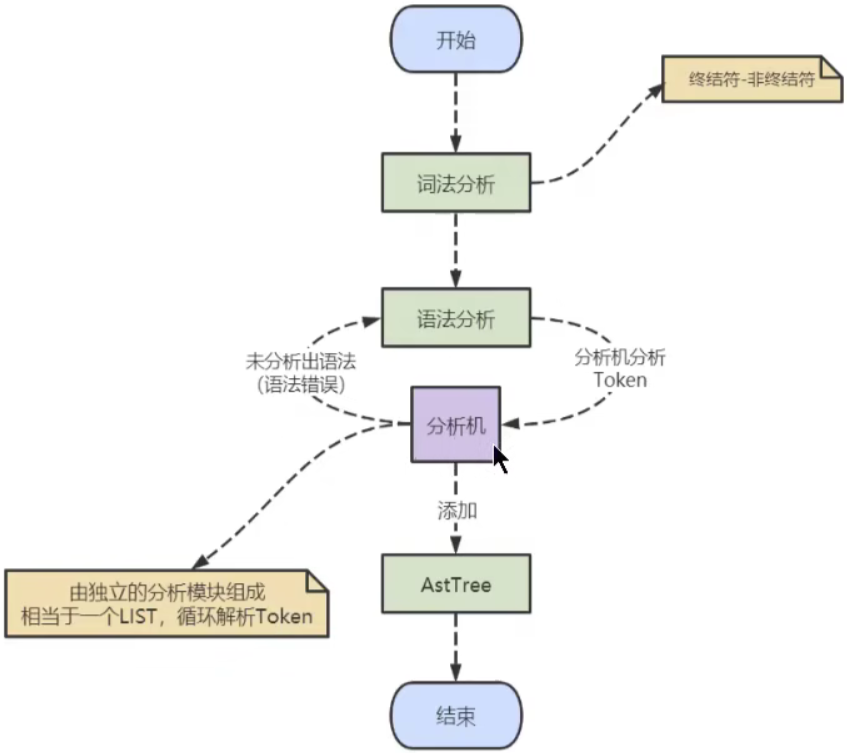 开始
终结符-非终结符
词法分析
语法分析
未分析出语法
（语法错误）
分析机分析
Token
分析机
添加
AstTree
由独立的分析模块组成
相当于一个LIST，循环解析Token
结束